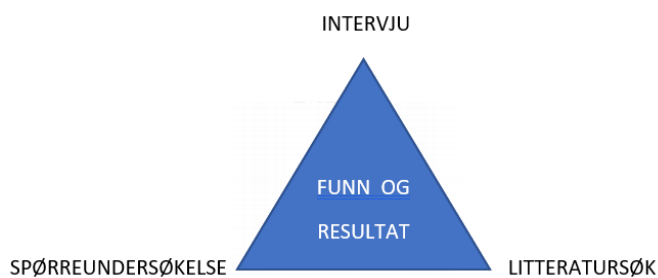 INTERVJU
FUNN OG
RESULTAT
SPØRREUNDERSØKELSE
LITTERATURSØK